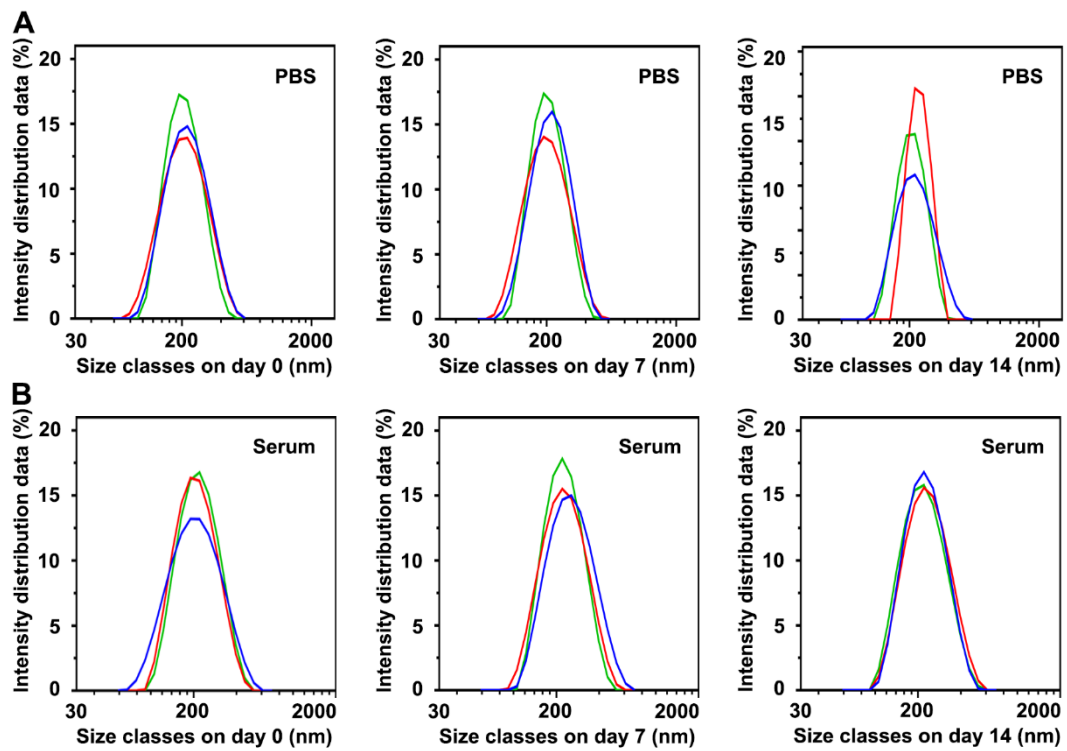 A
Intensity distribution data (%)
20
15
10
5
0
PBS
30
200
2000
Size classes on day 0 (nm)
Intensity distribution data (%)
20
15
10
5
0
PBS
30
200
2000
Size classes on day 7 (nm)
Intensity distribution data (%)
20
15
10
5
0
PBS
30
200
2000
Size classes on day 14 (nm)
B
Intensity distribution data (%)
20
15
10
5
0
Serum
30
200
2000
Size classes on day 0 (nm)
Intensity distribution data (%)
20
15
10
5
0
Serum
30
200
2000
Size classes on day 7 (nm)
Intensity distribution data (%)
20
15
10
5
0
Serum
30
200
2000
Size classes on day 14 (nm)